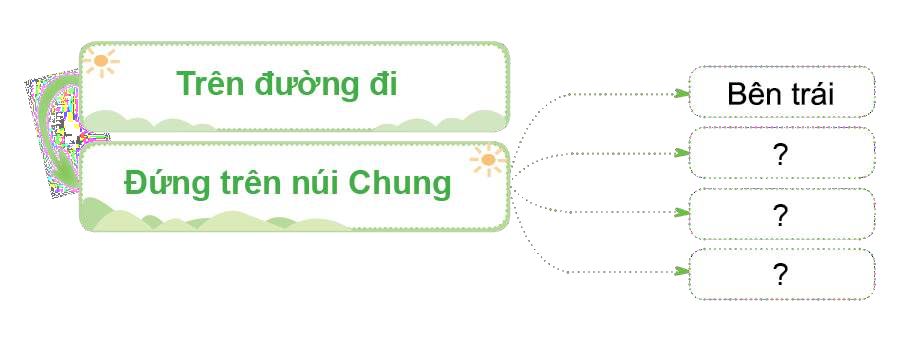 Trên đường đi
Đứng trên núi Chung
Bên trái
?
?
?